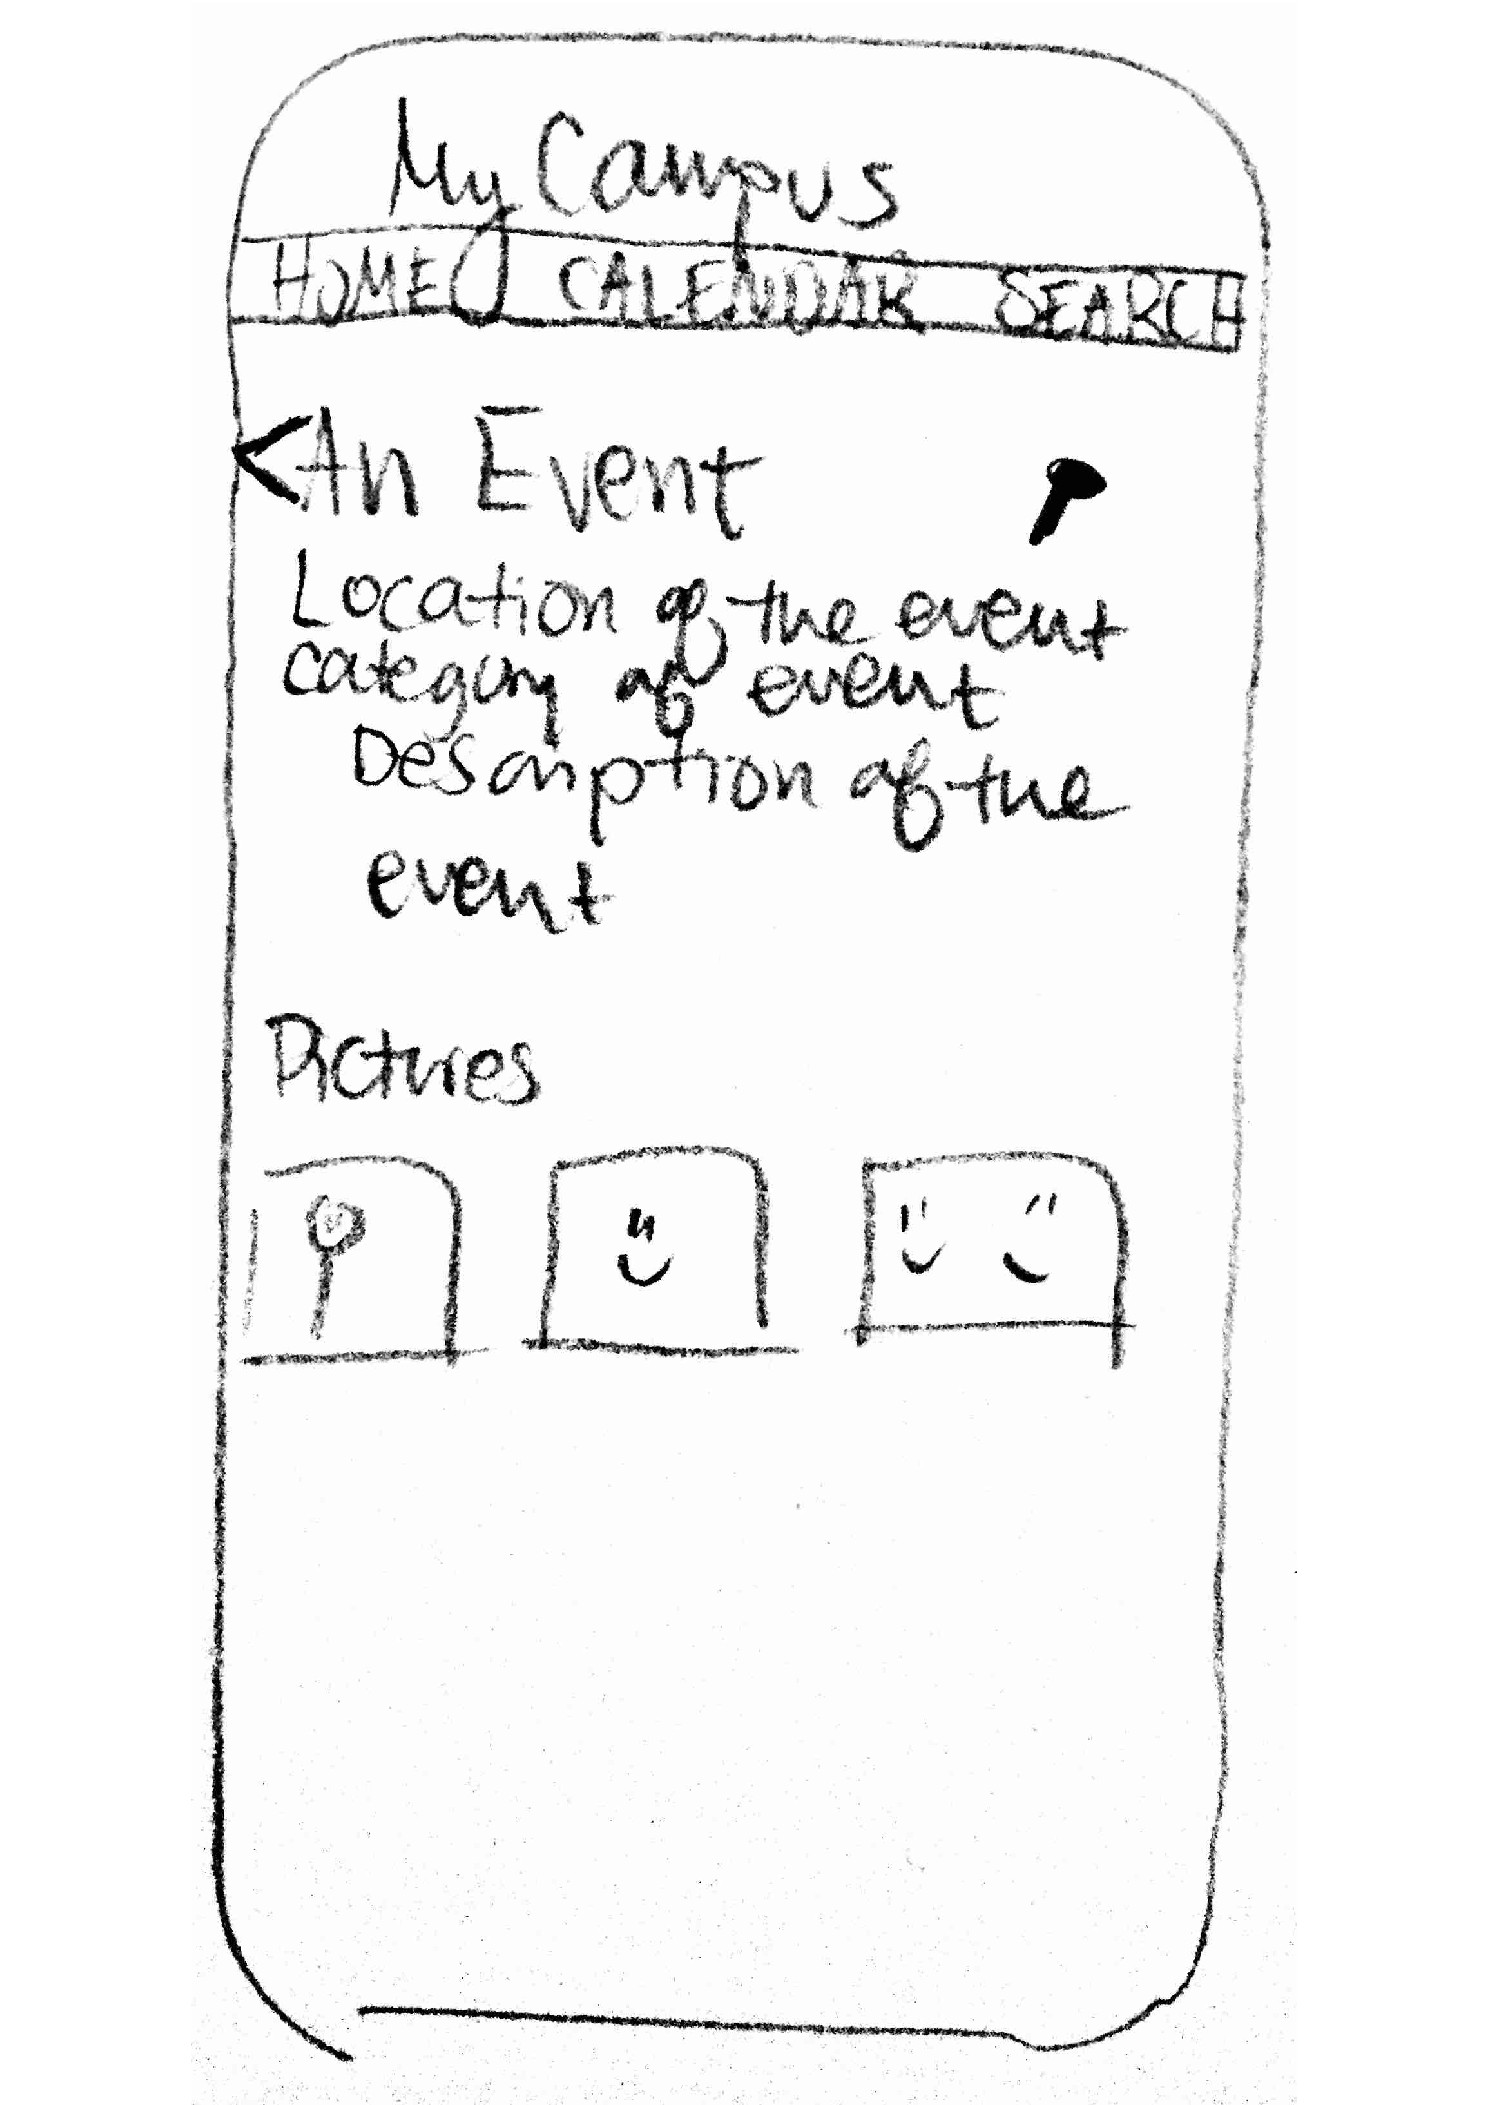 My Campus
HOME CALENDAR SEARCH
< An Event
Location of the event
category of event
Description of the
event
Pictures